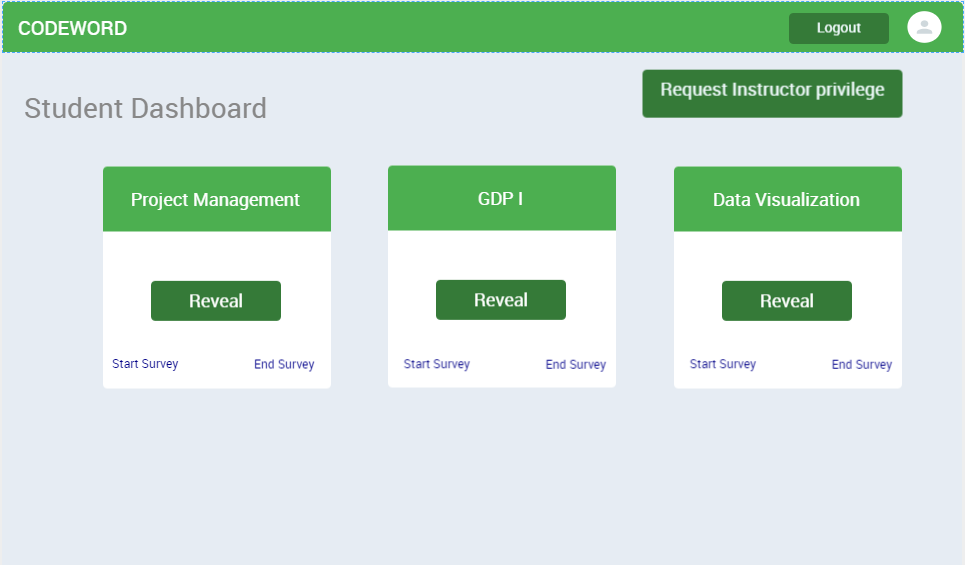 CODEWORD
Logout
Request Instructor privilege
Student Dashboard
Project Management
GDP I
Data Visualization
Reveal
Reveal
Reveal
Start Survey
End Survey
Start Survey
End Survey
Start Survey
End Survey